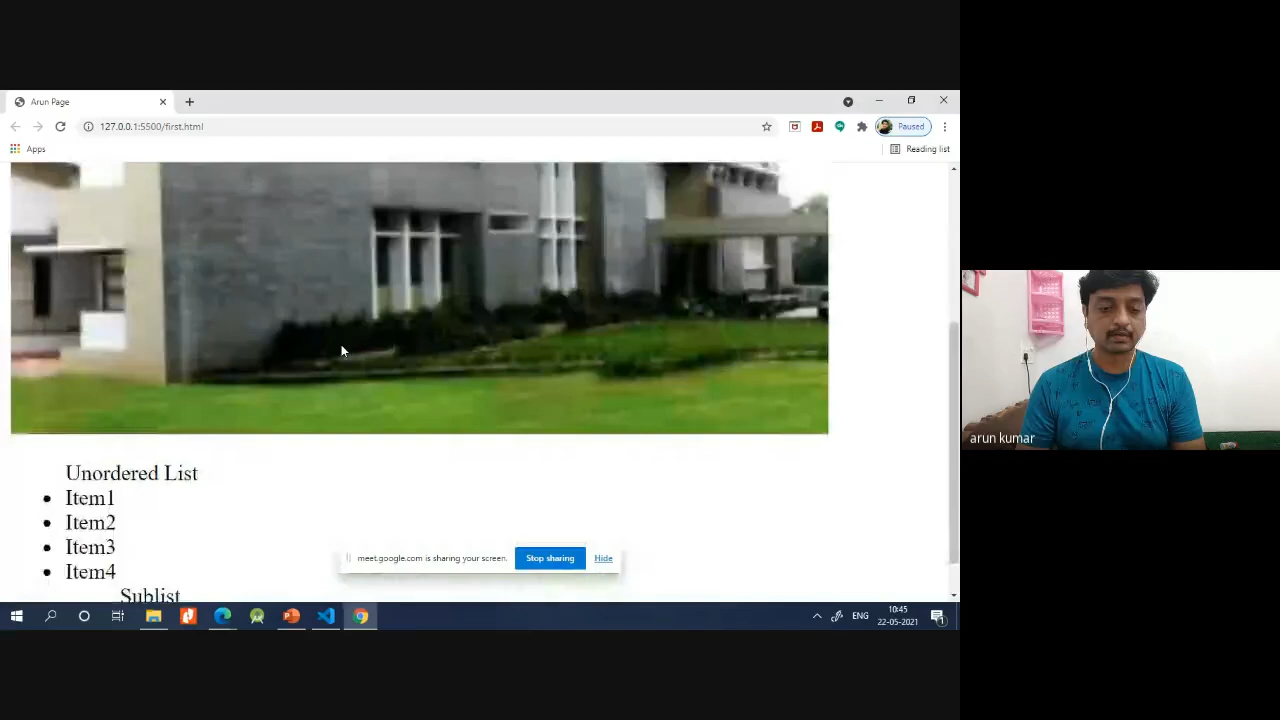 Arun Page
127.0.0.1:5500/first.html
Paused
Apps
Reading list
Unordered List
Item1
Item2
Item3
Item4
Sublist
meet.google.com is sharing your screen.
Stop sharing
Hide
ENG
10:45
22-05-2021
arun kumar